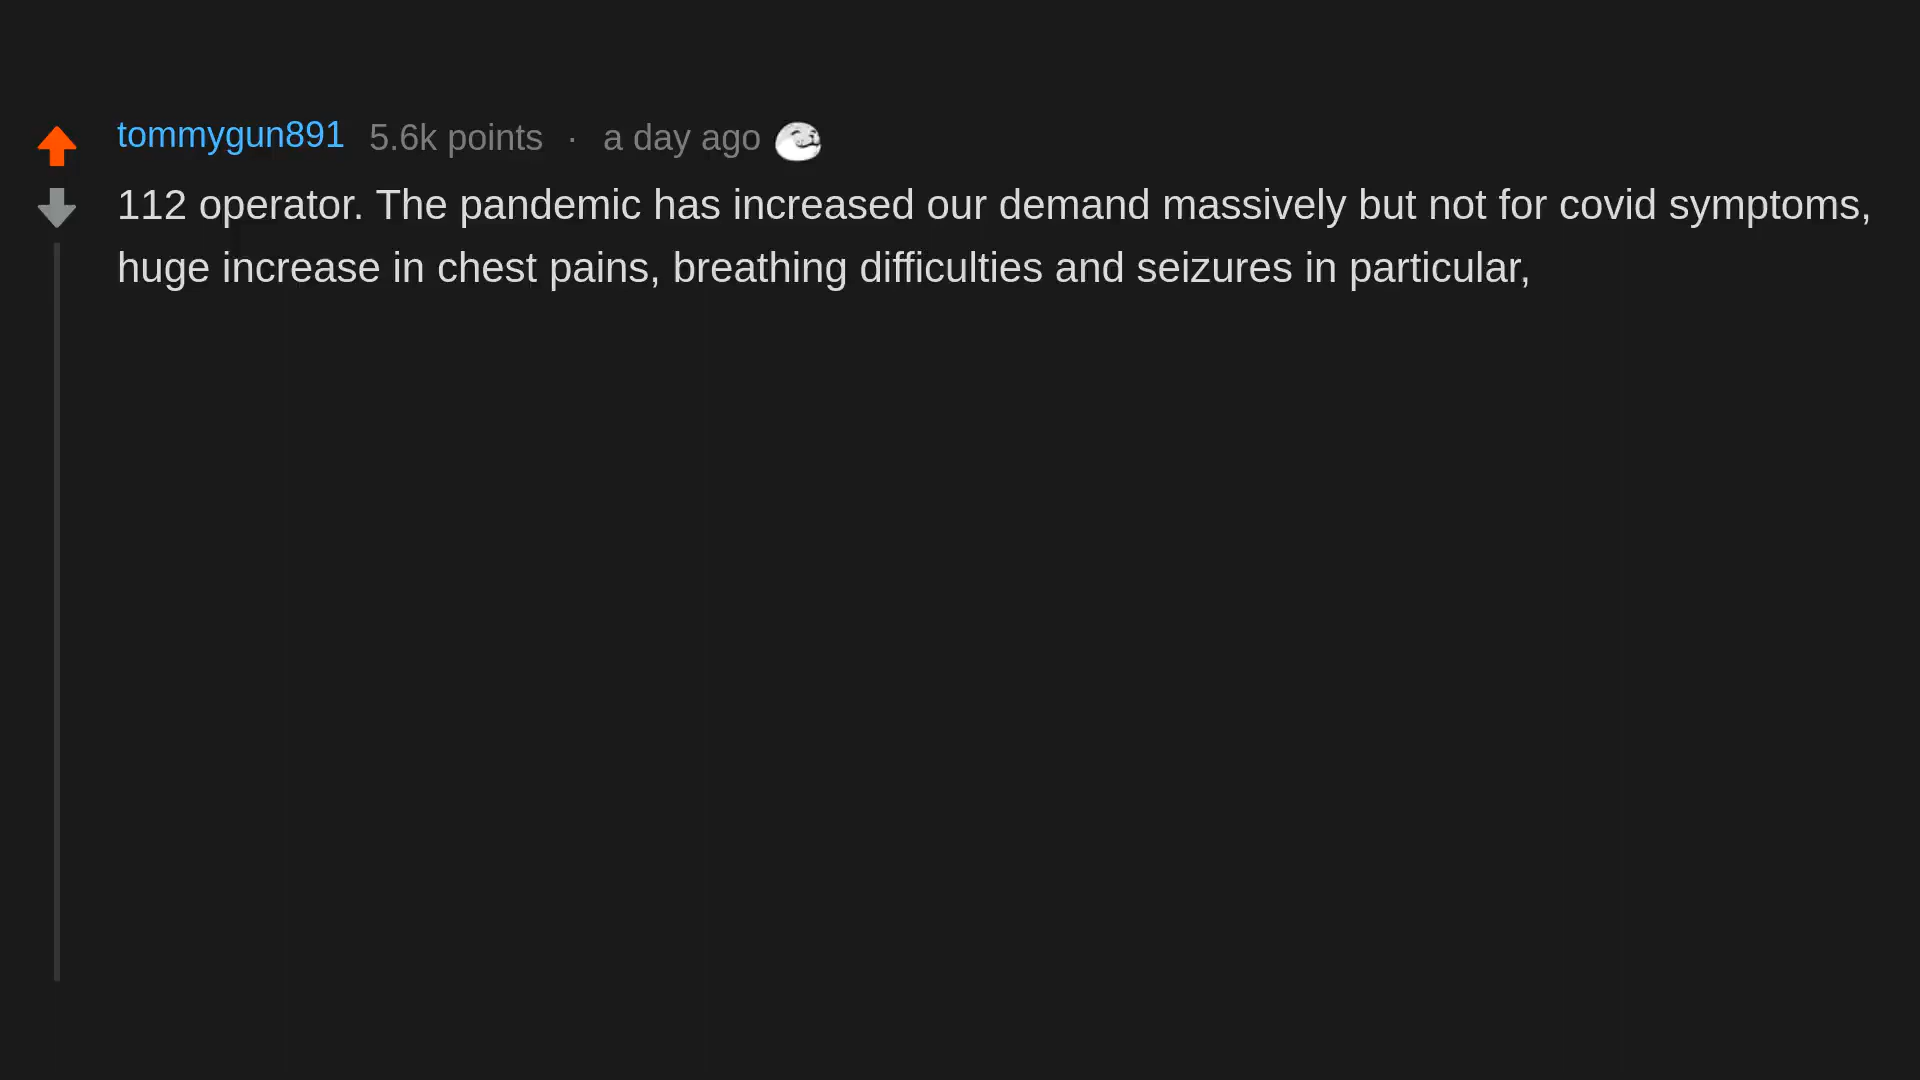 tommygun891 5.6k points · a day ago
112 operator. The pandemic has increased our demand massively but not for covid symptoms,
huge increase in chest pains, breathing difficulties and seizures in particular,